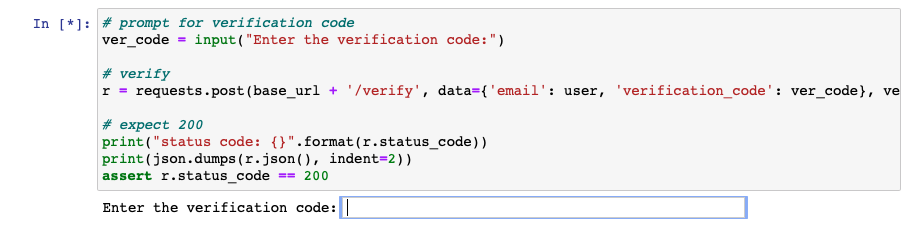 In [*]: # prompt for verification code
ver_code = input("Enter the verification code:")
# verify
r = requests.post(base_url + '/verify', data={'email': user, 'verification_code': ver_code}, ve
# expect 200
print("status code: {}".format(r.status_code))
print(json.dumps(r.json(), indent=2))
assert r.status_code == 200
Enter the verification code: